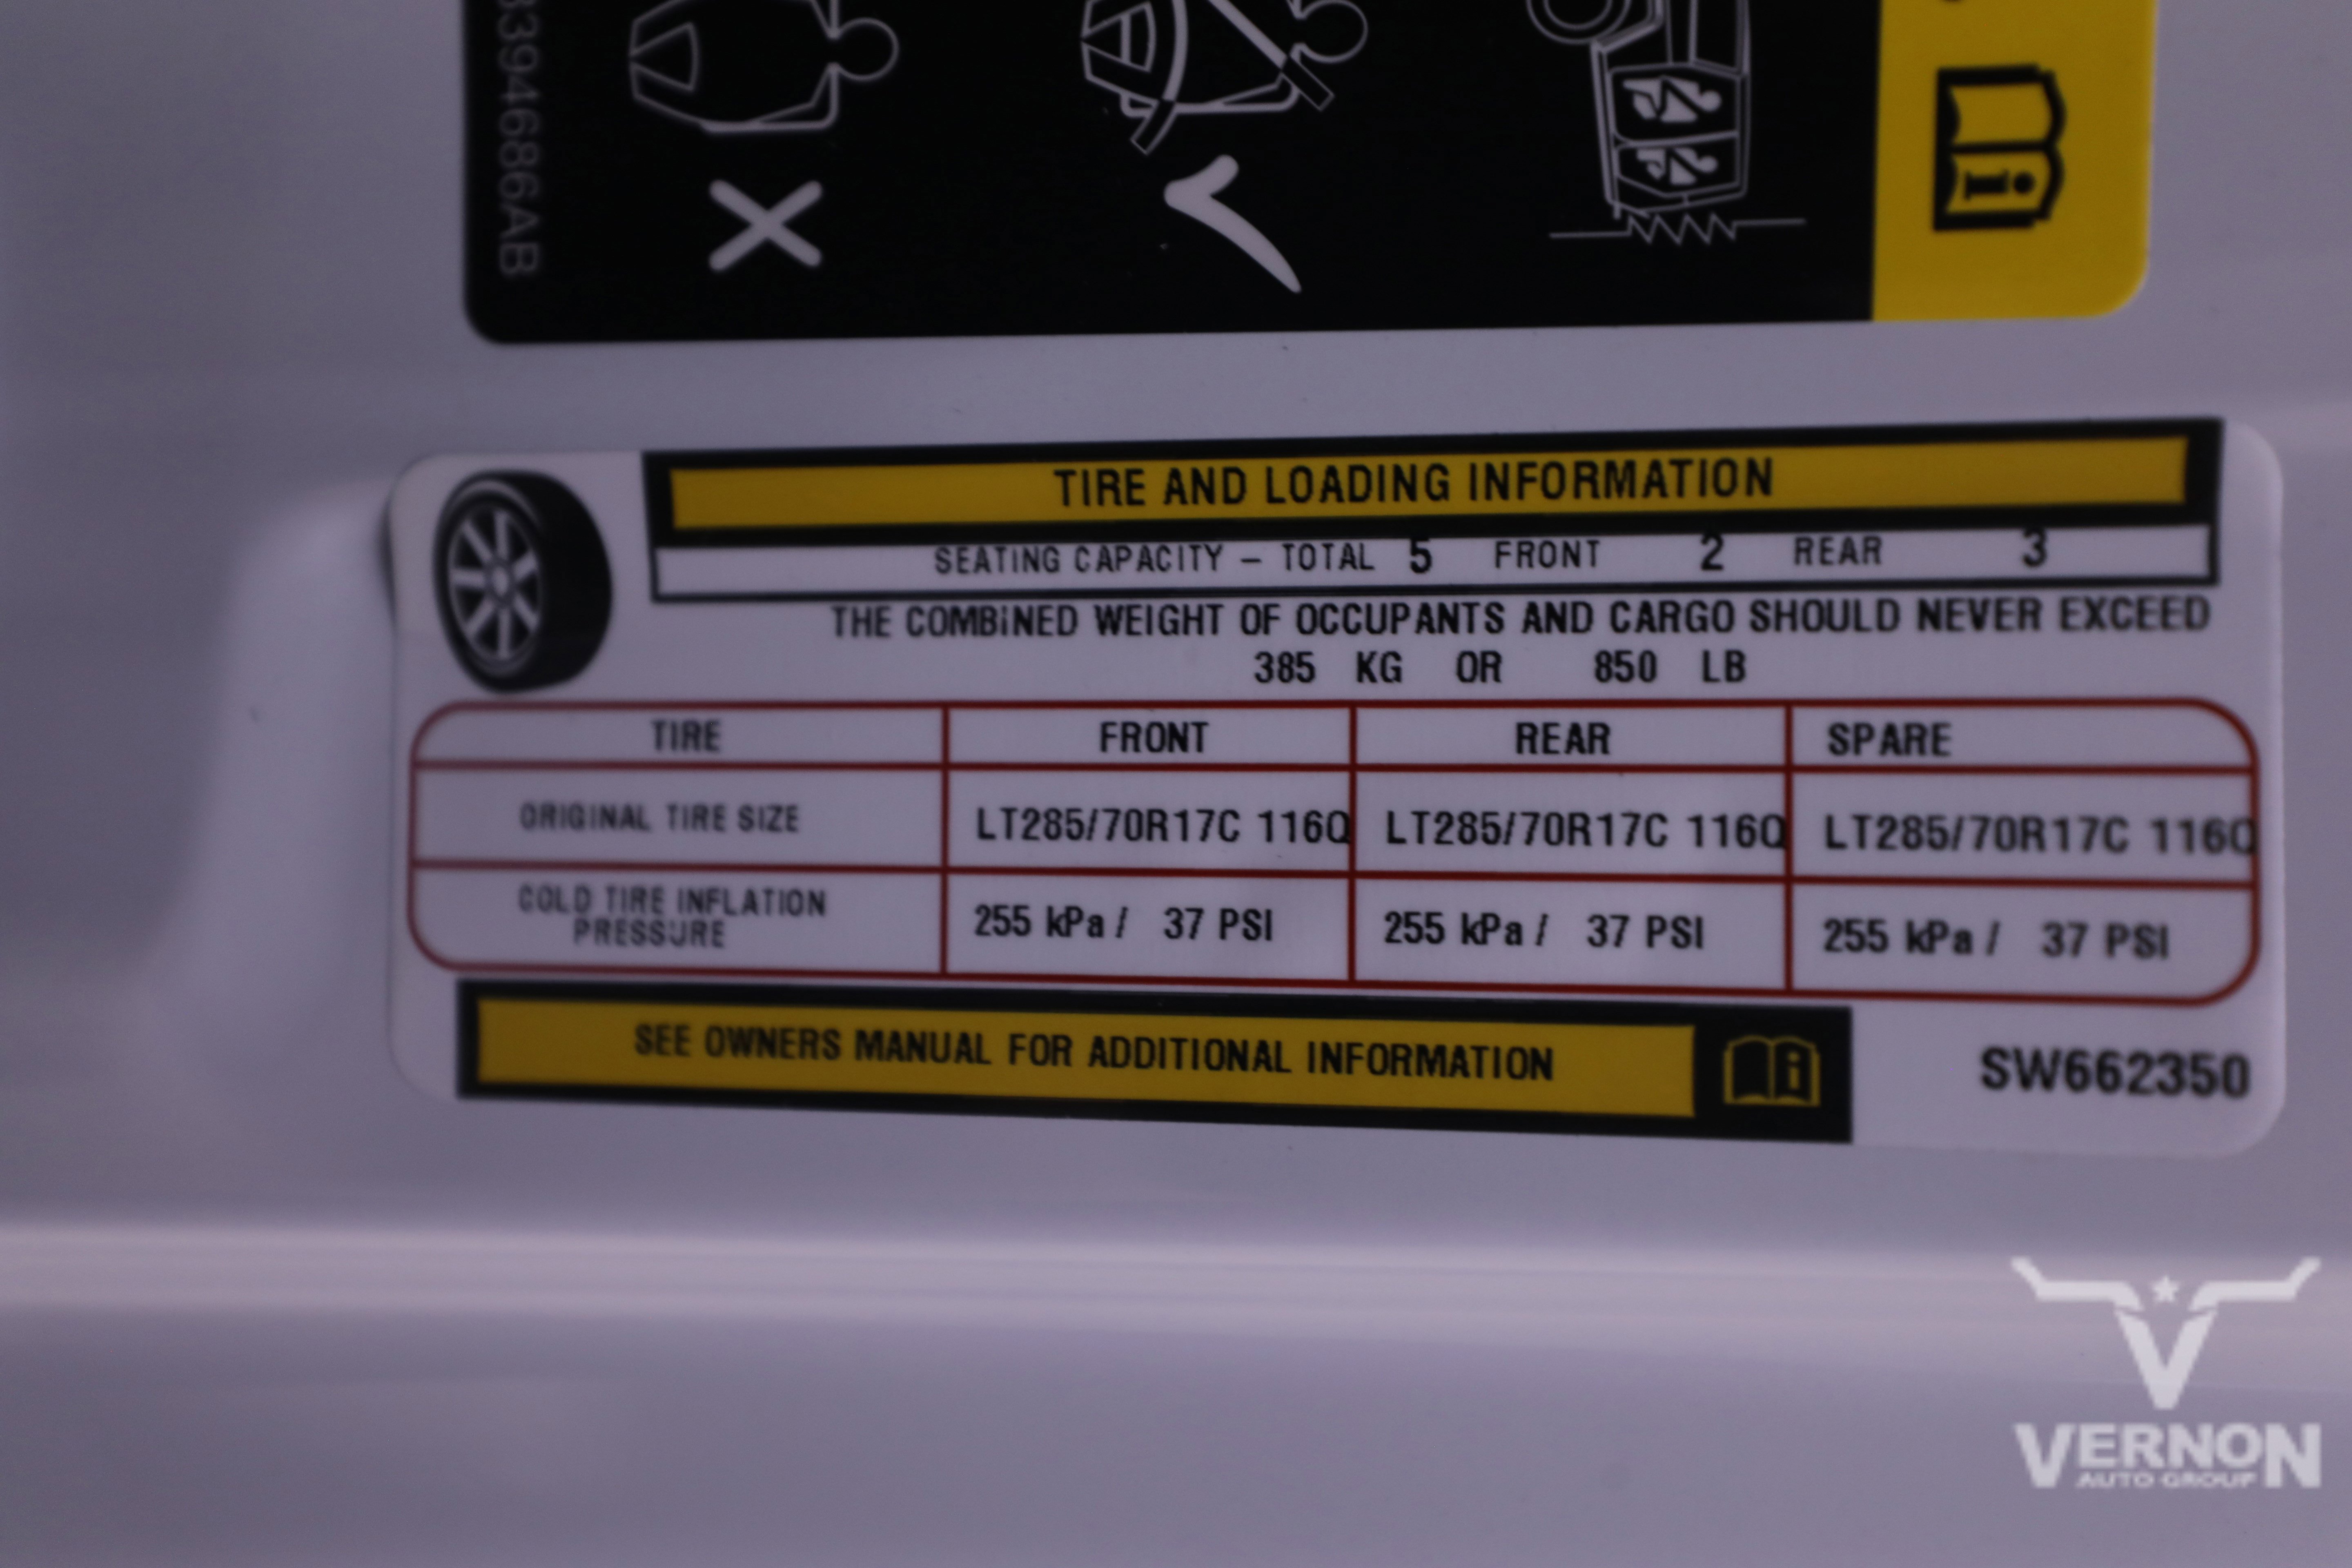 394686AB
TIRE AND LOADING INFORMATION
SEATING CAPACITY – TOTAL 5 FRONT 2 REAR 3
THE COMBINED WEIGHT OF OCCUPANTS AND CARGO SHOULD NEVER EXCEED
385 KG OR 850 LB
TIRE FRONT REAR SPARE
ORIGINAL TIRE SIZE LT285/70R17C 116Q LT285/70R17C 116Q LT285/70R17C 116Q
COLD TIRE INFLATION
PRESSURE 255 kPa / 37 PSI 255 kPa / 37 PSI 255 kPa / 37 PSI
SEE OWNERS MANUAL FOR ADDITIONAL INFORMATION
SW662350
VERNON
AUTO GROUP